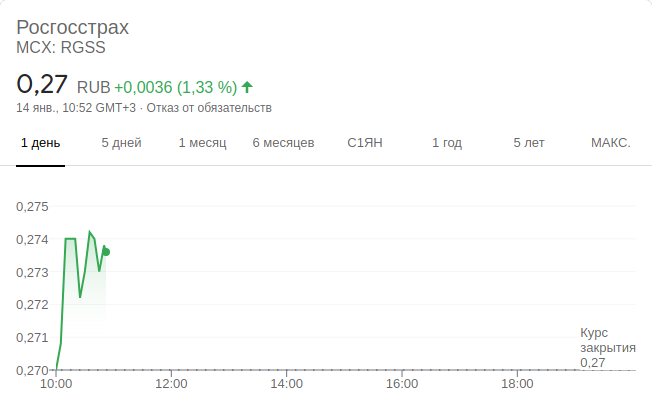 Росгосстрах
MCX: RGSS
0,27 RUB +0,0036 (1,33 %)
14 янв., 10:52 GMT+3 · Отказ от обязательств
1 день 5 дней 1 месяц 6 месяцев С1ЯН 1 год 5 лет МАКС.
0,275
0,274
0,273
0,272
0,271
0,270
Курс
закрытия
0,27
10:00 12:00 14:00 16:00 18:00